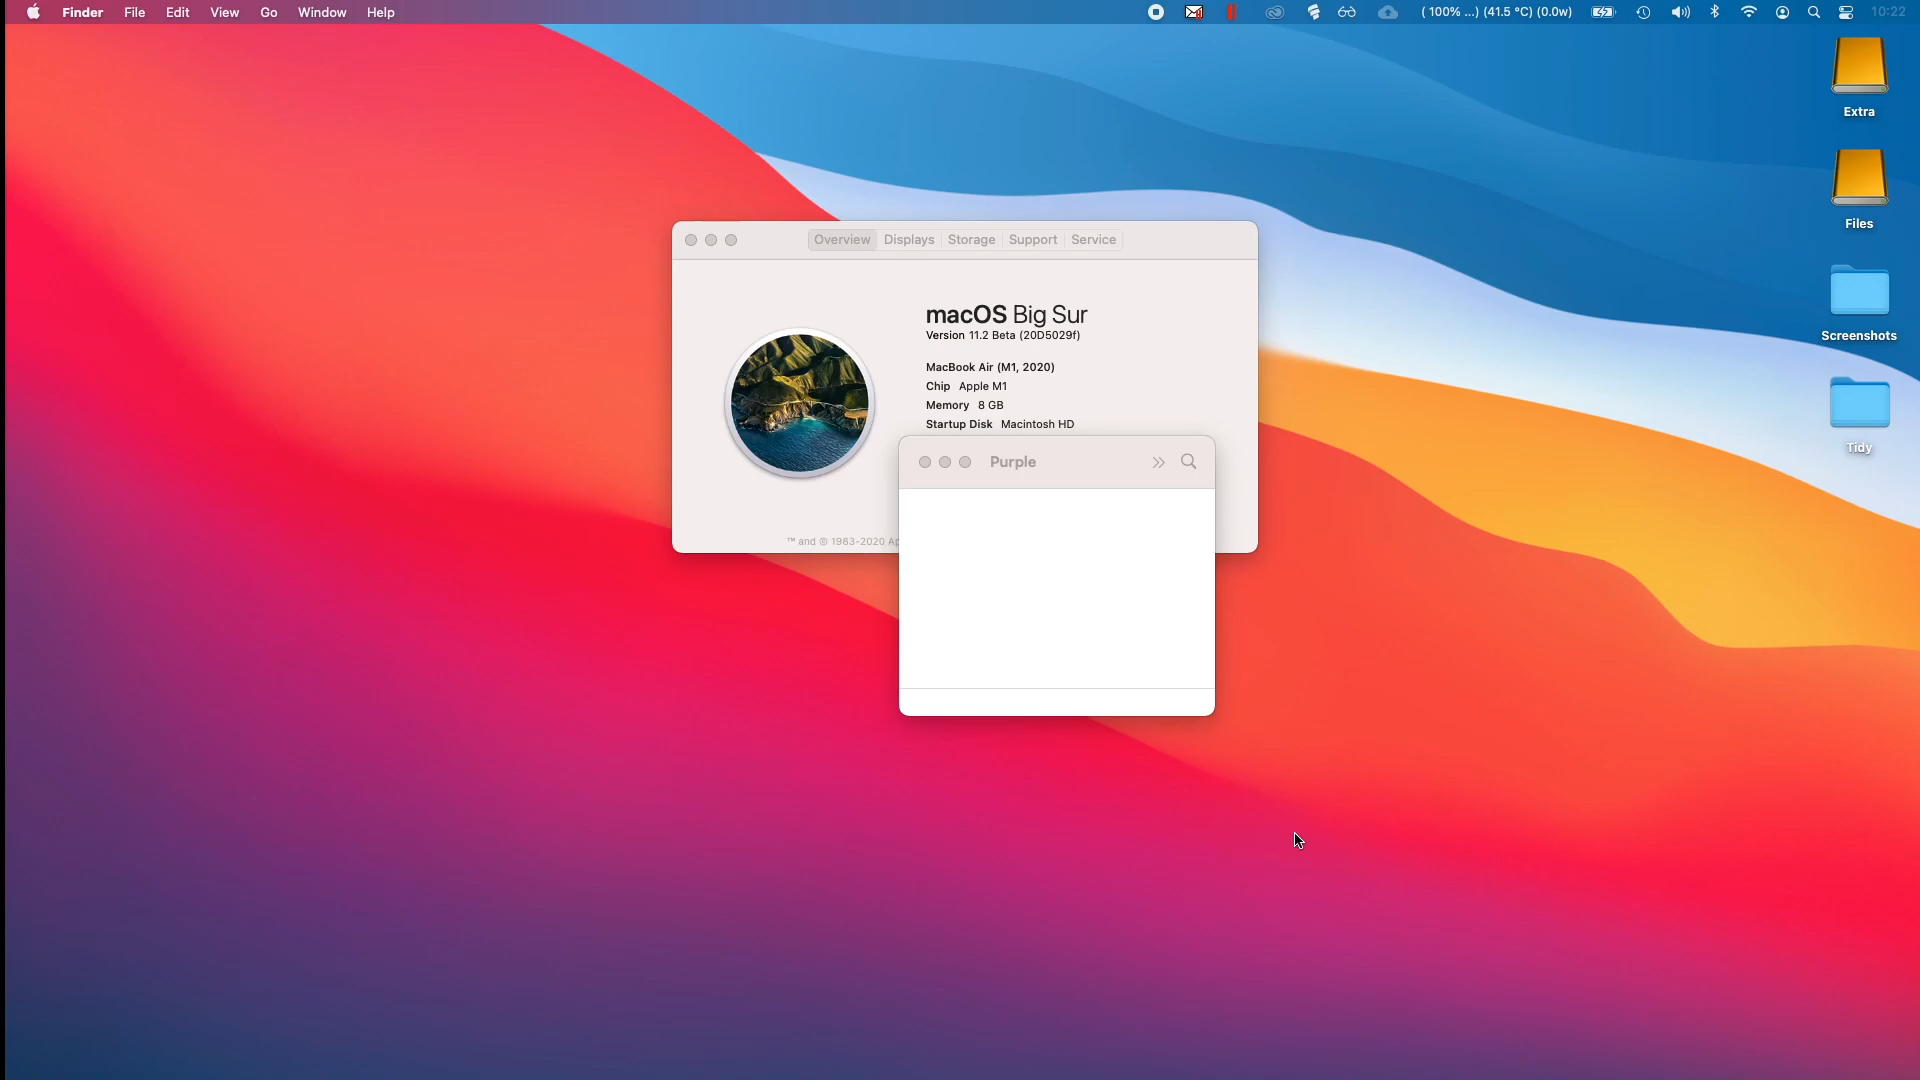 Finder File Edit View Go Window Help
( 100% ...) (41.5 °C) (0.0w)
10:22
Extra
Files
Screenshots
Tidy
Overview Displays Storage Support Service
macOS Big Sur
Version 11.2 Beta (20D5029f)
MacBook Air (M1, 2020)
Chip Apple M1
Memory 8 GB
Startup Disk Macintosh HD
™ and © 1983-2020 Ap
Purple